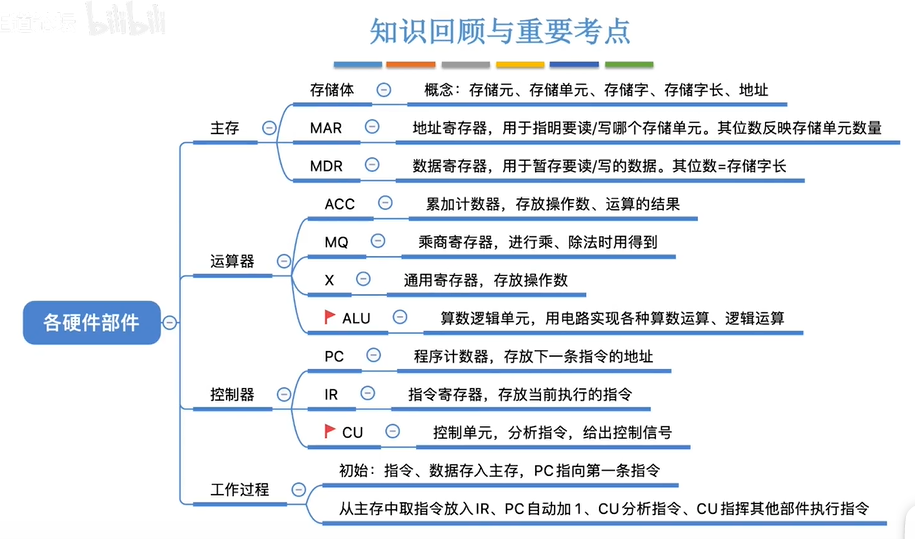 bilibili
知识回顾与重要考点
各硬件部件
主存
存储体
概念：存储元、存储单元、存储字、存储字长、地址
MAR
地址寄存器，用于指明要读/写哪个存储单元。其位数反映存储单元数量
MDR
数据寄存器，用于暂存要读/写的数据。其位数=存储字长
运算器
ACC
累加计数器，存放操作数、运算的结果
MQ
乘商寄存器，进行乘、除法时用得到
X
通用寄存器，存放操作数
ALU
算数逻辑单元，用电路实现各种算数运算、逻辑运算
控制器
PC
程序计数器，存放下一条指令的地址
IR
指令寄存器，存放当前执行的指令
CU
控制单元，分析指令，给出控制信号
工作过程
初始：指令、数据存入主存，PC指向第一条指令
从主存中取指令放入IR、PC自动加1、CU分析指令、CU指挥其他部件执行指令